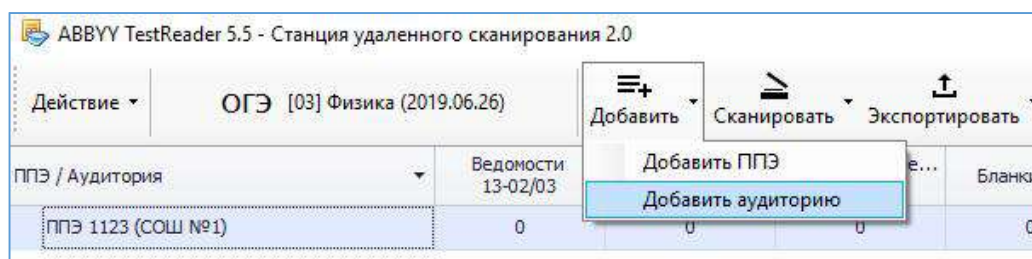 ABBYY TestReader 5.5 - Станция удаленного сканирования 2.0
Действие
ОГЭ [03] Физика (2019.06.26)
Добавить
Сканировать
Экспортировать
ППЭ / Аудитория
Ведомости
13-02/03
Добавить ППЭ
е...
Бланки
Добавить аудиторию
ППЭ 1123 (СОШ №1)
0
0
0